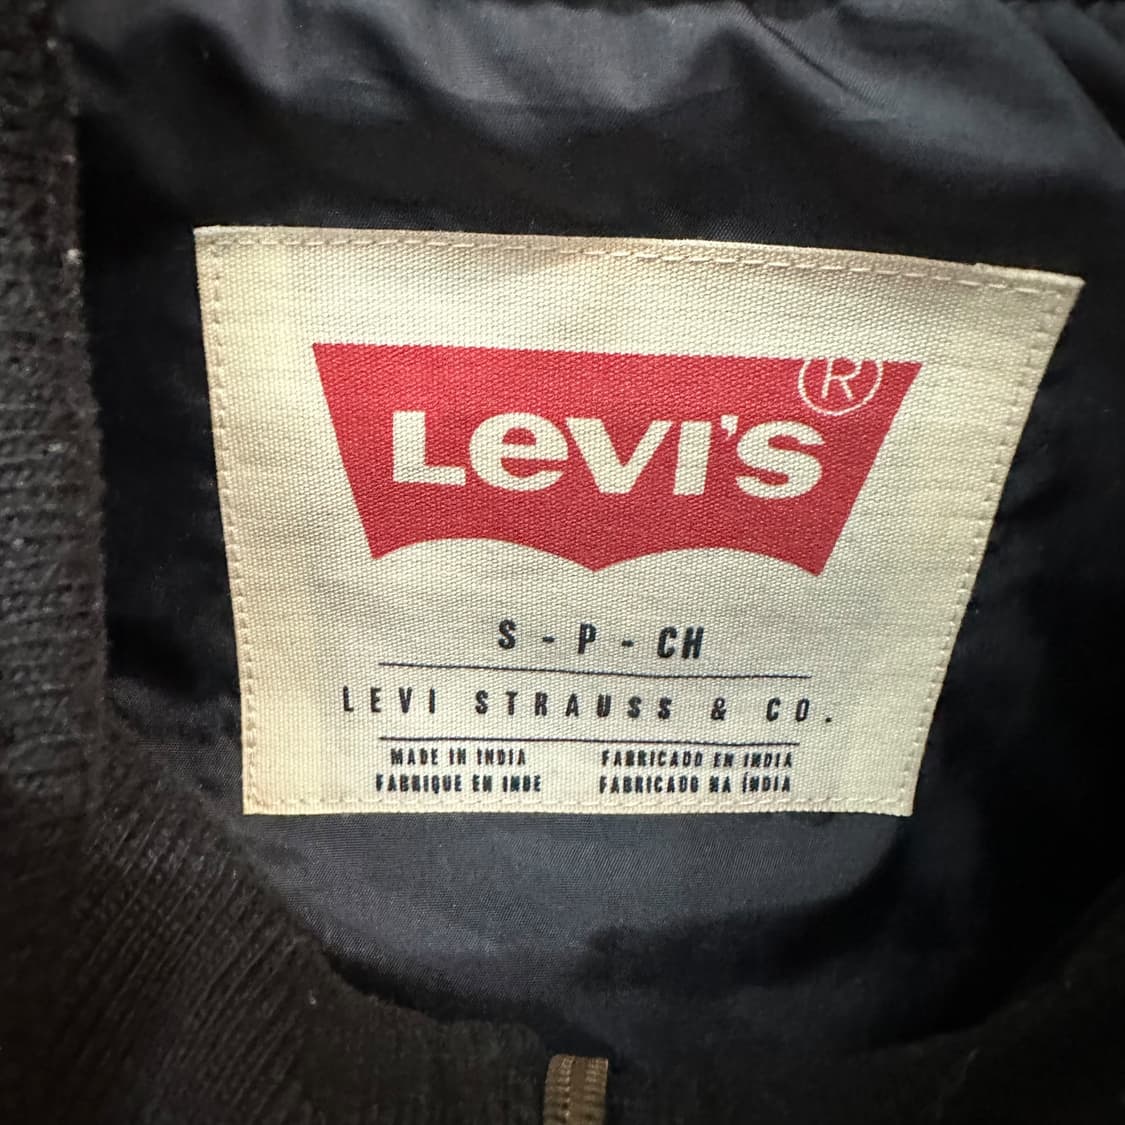 Levi's®
S - P - CH
LEVI STRAUSS & CO.
MADE IN INDIA FABRICADO EN INDIA
FABRIQUE EN INDE FABRICADO NA ÍNDIA